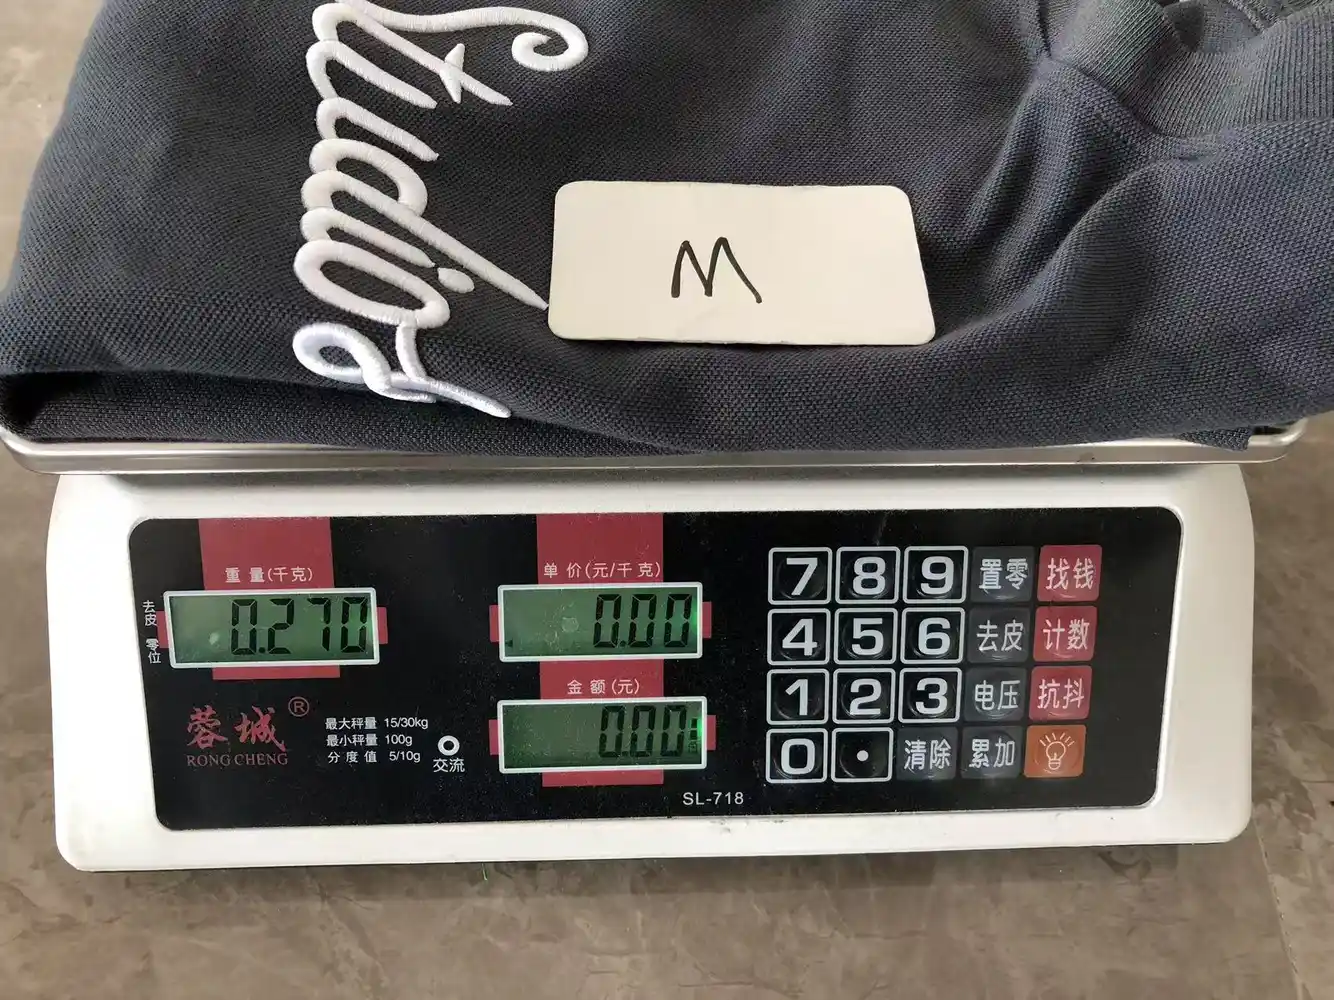 Studio
M
重量(千克)
单价(元/千克)
去皮
零位
0.270
0.00
金额(元)
0.00
蓉城®
RONG CHENG
最大秤量 15/30kg
最小秤量 100g
分度值 5/10g
交流
SL-718
7 8 9 置零 找钱
4 5 6 去皮 计数
1 2 3 电压 抗抖
0 · 清除 累加